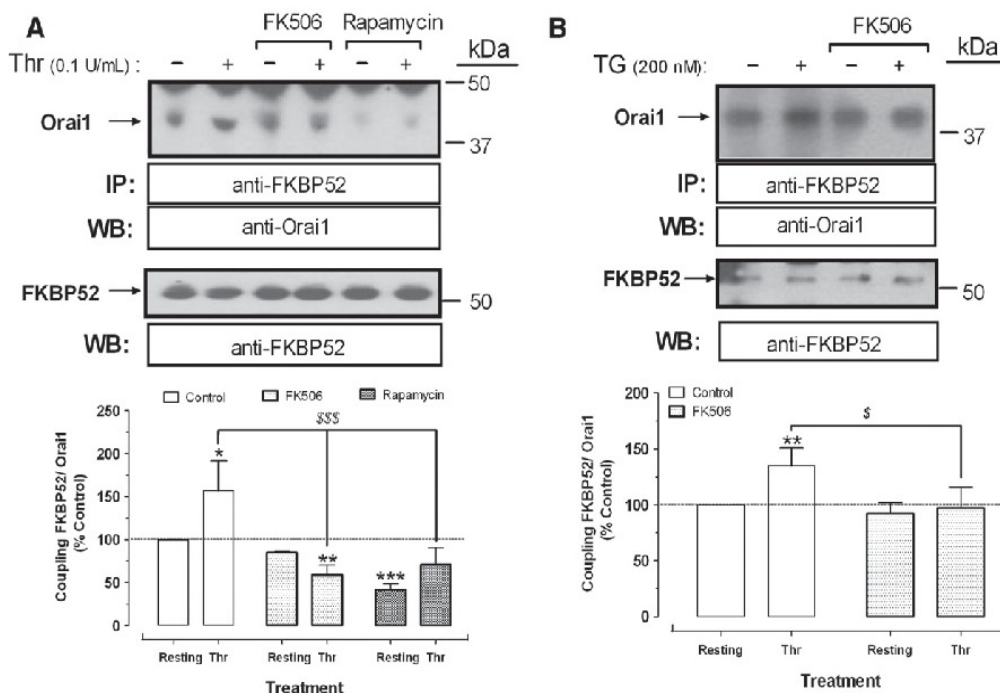 A
FK506 Rapamycin
Thr (0.1 U/mL): - + - + - + kDa
50
Orai1
37
IP: anti-FKBP52
WB: anti-Orai1
FKBP52
50
WB: anti-FKBP52
Control FK506 Rapamycin
Coupling FKBP52/ Orai1
(% Control)
250
200
150
100
50
0
$$$
*
**
***
Resting Thr Resting Thr Resting Thr
Treatment
B
FK506
TG (200 nM): - + - + kDa
Orai1
37
IP: anti-FKBP52
WB: anti-Orai1
FKBP52
50
WB: anti-FKBP52
Control
FK506
Coupling FKBP52/ Orai1
(% Control)
200
150
100
50
0
$
**
Resting Thr Resting Thr
Treatment